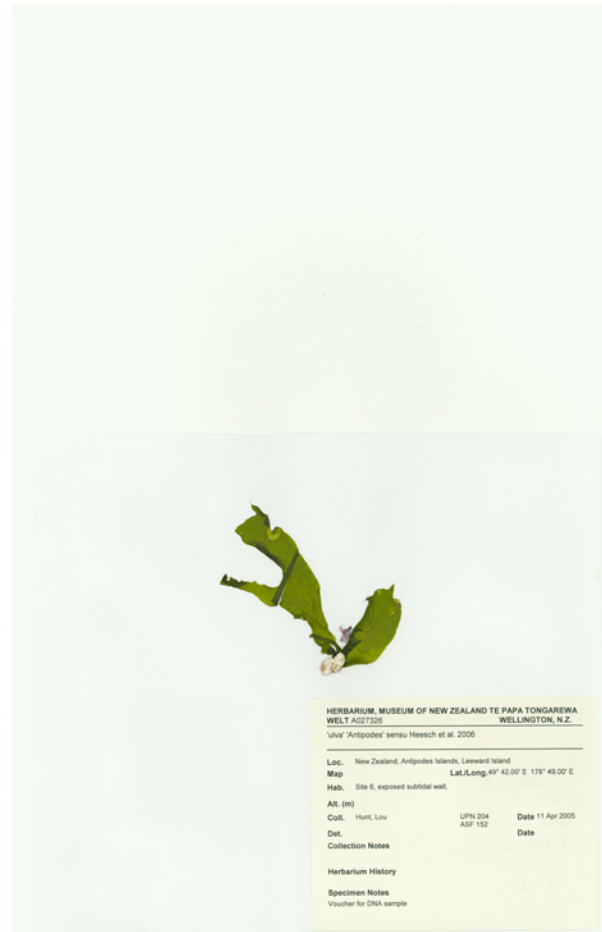 HERBARIUM, MUSEUM OF NEW ZEALAND TE PAPA TONGAREWA
WELT A027326 WELLINGTON, N.Z.
'ulva' 'Antipodes' sensu Heesch et al. 2006
Loc. New Zealand, Antipodes Islands, Leeward Island
Map Lat./Long. 49° 42.00' S 178° 49.00' E
Hab. Site 6, exposed subtidal wall,
Alt. (m)
Coll. Hunt, Lou UPN 204 Date 11 Apr 2005
ASF 152
Det. Date
Collection Notes
Herbarium History
Specimen Notes
Voucher for DNA sample